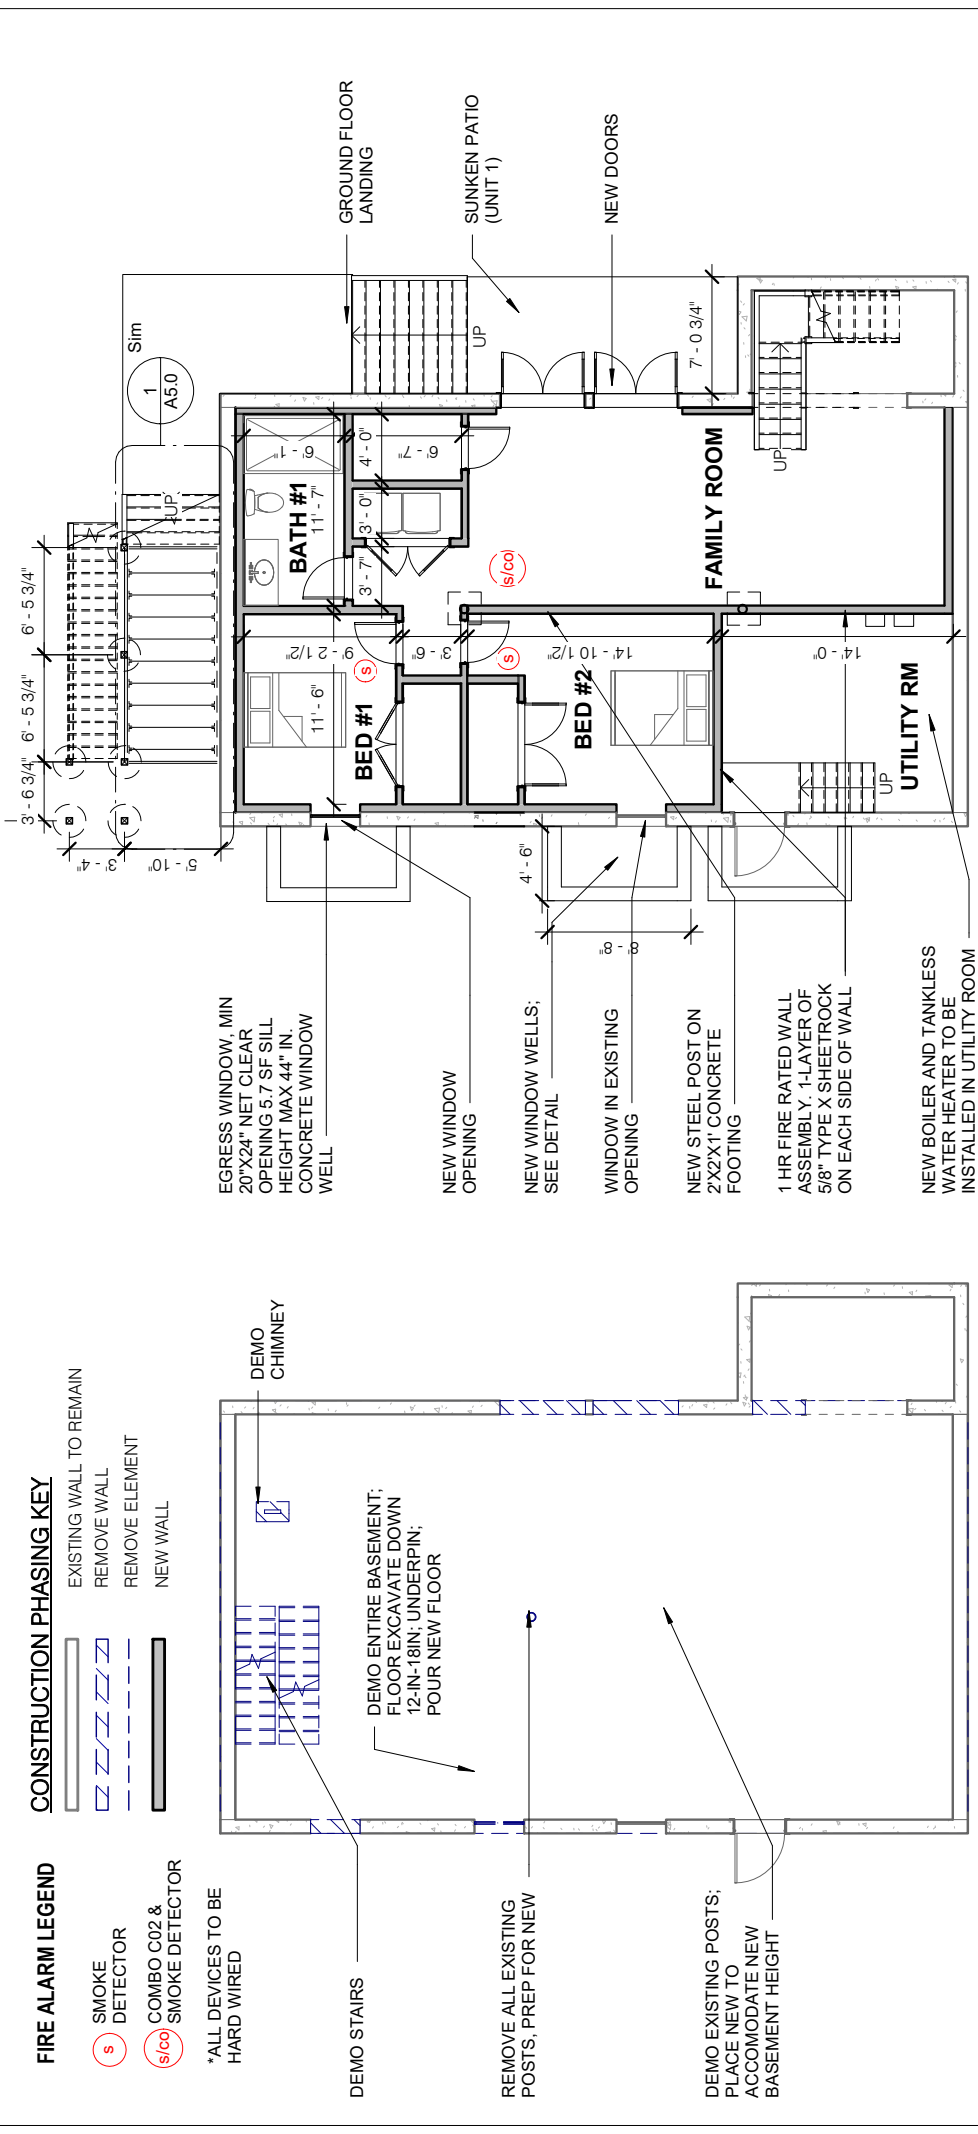 FIRE ALARM LEGEND
s
SMOKE
DETECTOR
s/co
COMBO C02 &
SMOKE DETECTOR
*ALL DEVICES TO BE
HARD WIRED
CONSTRUCTION PHASING KEY
EXISTING WALL TO REMAIN
REMOVE WALL
REMOVE ELEMENT
NEW WALL
DEMO
CHIMNEY
DEMO STAIRS
DEMO ENTIRE BASEMENT;
FLOOR EXCAVATE DOWN
12-IN-18IN; UNDERPIN;
POUR NEW FLOOR
REMOVE ALL EXISTING
POSTS, PREP FOR NEW
DEMO EXISTING POSTS;
PLACE NEW TO
ACCOMODATE NEW
BASEMENT HEIGHT
EGRESS WINDOW, MIN
20"X24" NET CLEAR
OPENING 5.7 SF SILL
HEIGHT MAX 44" IN.
CONCRETE WINDOW
WELL
NEW WINDOW
OPENING
NEW WINDOW WELLS;
SEE DETAIL
WINDOW IN EXISTING
OPENING
NEW STEEL POST ON
2'X2'X1' CONCRETE
FOOTING
1 HR FIRE RATED WALL
ASSEMBLY. 1-LAYER OF
5/8" TYPE X SHEETROCK
ON EACH SIDE OF WALL
NEW BOILER AND TANKLESS
WATER HEATER TO BE
INSTALLED IN UTILITY ROOM
3' - 6 3/4"
6' - 5 3/4"
6' - 5 3/4"
3' - 4"
5' - 10"
UP
Sim
1
A5.0
BATH #1
11' - 7"
6' - 1"
4' - 0"
6' - 7"
3' - 0"
3' - 7"
BED #1
11' - 6"
9' - 2 1/2"
s
3' - 6"
s
s/co
BED #2
14' - 10 1/2"
4' - 6"
8' - 8"
FAMILY ROOM
UTILITY RM
14' - 0"
UP
UP
UP
7' - 0 3/4"
GROUND FLOOR
LANDING
SUNKEN PATIO
(UNIT 1)
NEW DOORS